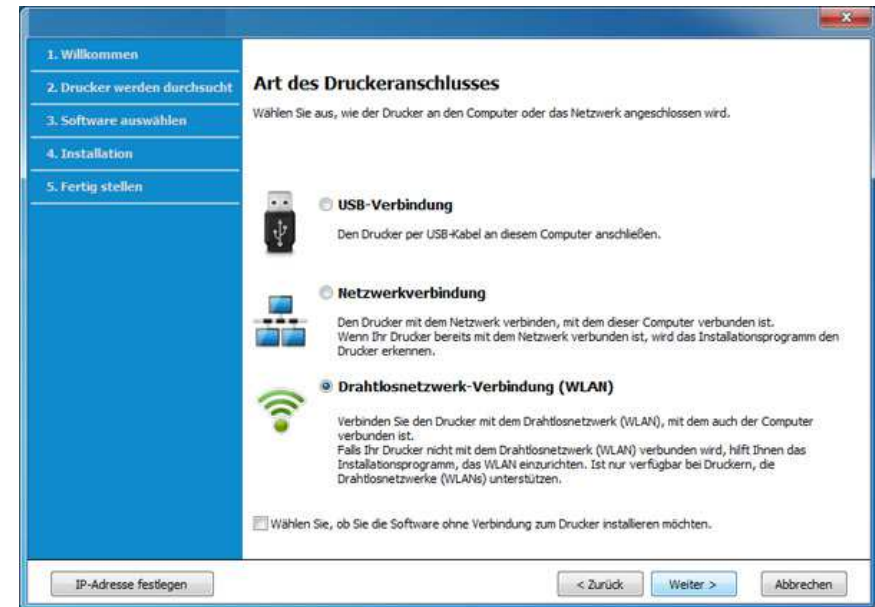 1. Willkommen
2. Drucker werden durchsucht
3. Software auswählen
4. Installation
5. Fertig stellen
Art des Druckeranschlusses
Wählen Sie aus, wie der Drucker an den Computer oder das Netzwerk angeschlossen wird.
USB-Verbindung
Den Drucker per USB-Kabel an diesem Computer anschließen.
Netzwerkverbindung
Den Drucker mit dem Netzwerk verbinden, mit dem dieser Computer verbunden ist.
Wenn Ihr Drucker bereits mit dem Netzwerk verbunden ist, wird das Installationsprogramm den
Drucker erkennen.
Drahtlosnetzwerk-Verbindung (WLAN)
Verbinden Sie den Drucker mit dem Drahtlosnetzwerk (WLAN), mit dem auch der Computer
verbunden ist.
Falls Ihr Drucker nicht mit dem Drahtlosnetzwerk (WLAN) verbunden wird, hilft Ihnen das
Installationsprogramm, das WLAN einzurichten. Ist nur verfügbar bei Druckern, die
Drahtlosnetzwerke (WLANs) unterstützen.
Wählen Sie, ob Sie die Software ohne Verbindung zum Drucker installieren möchten.
IP-Adresse festlegen
< Zurück
Weiter >
Abbrechen